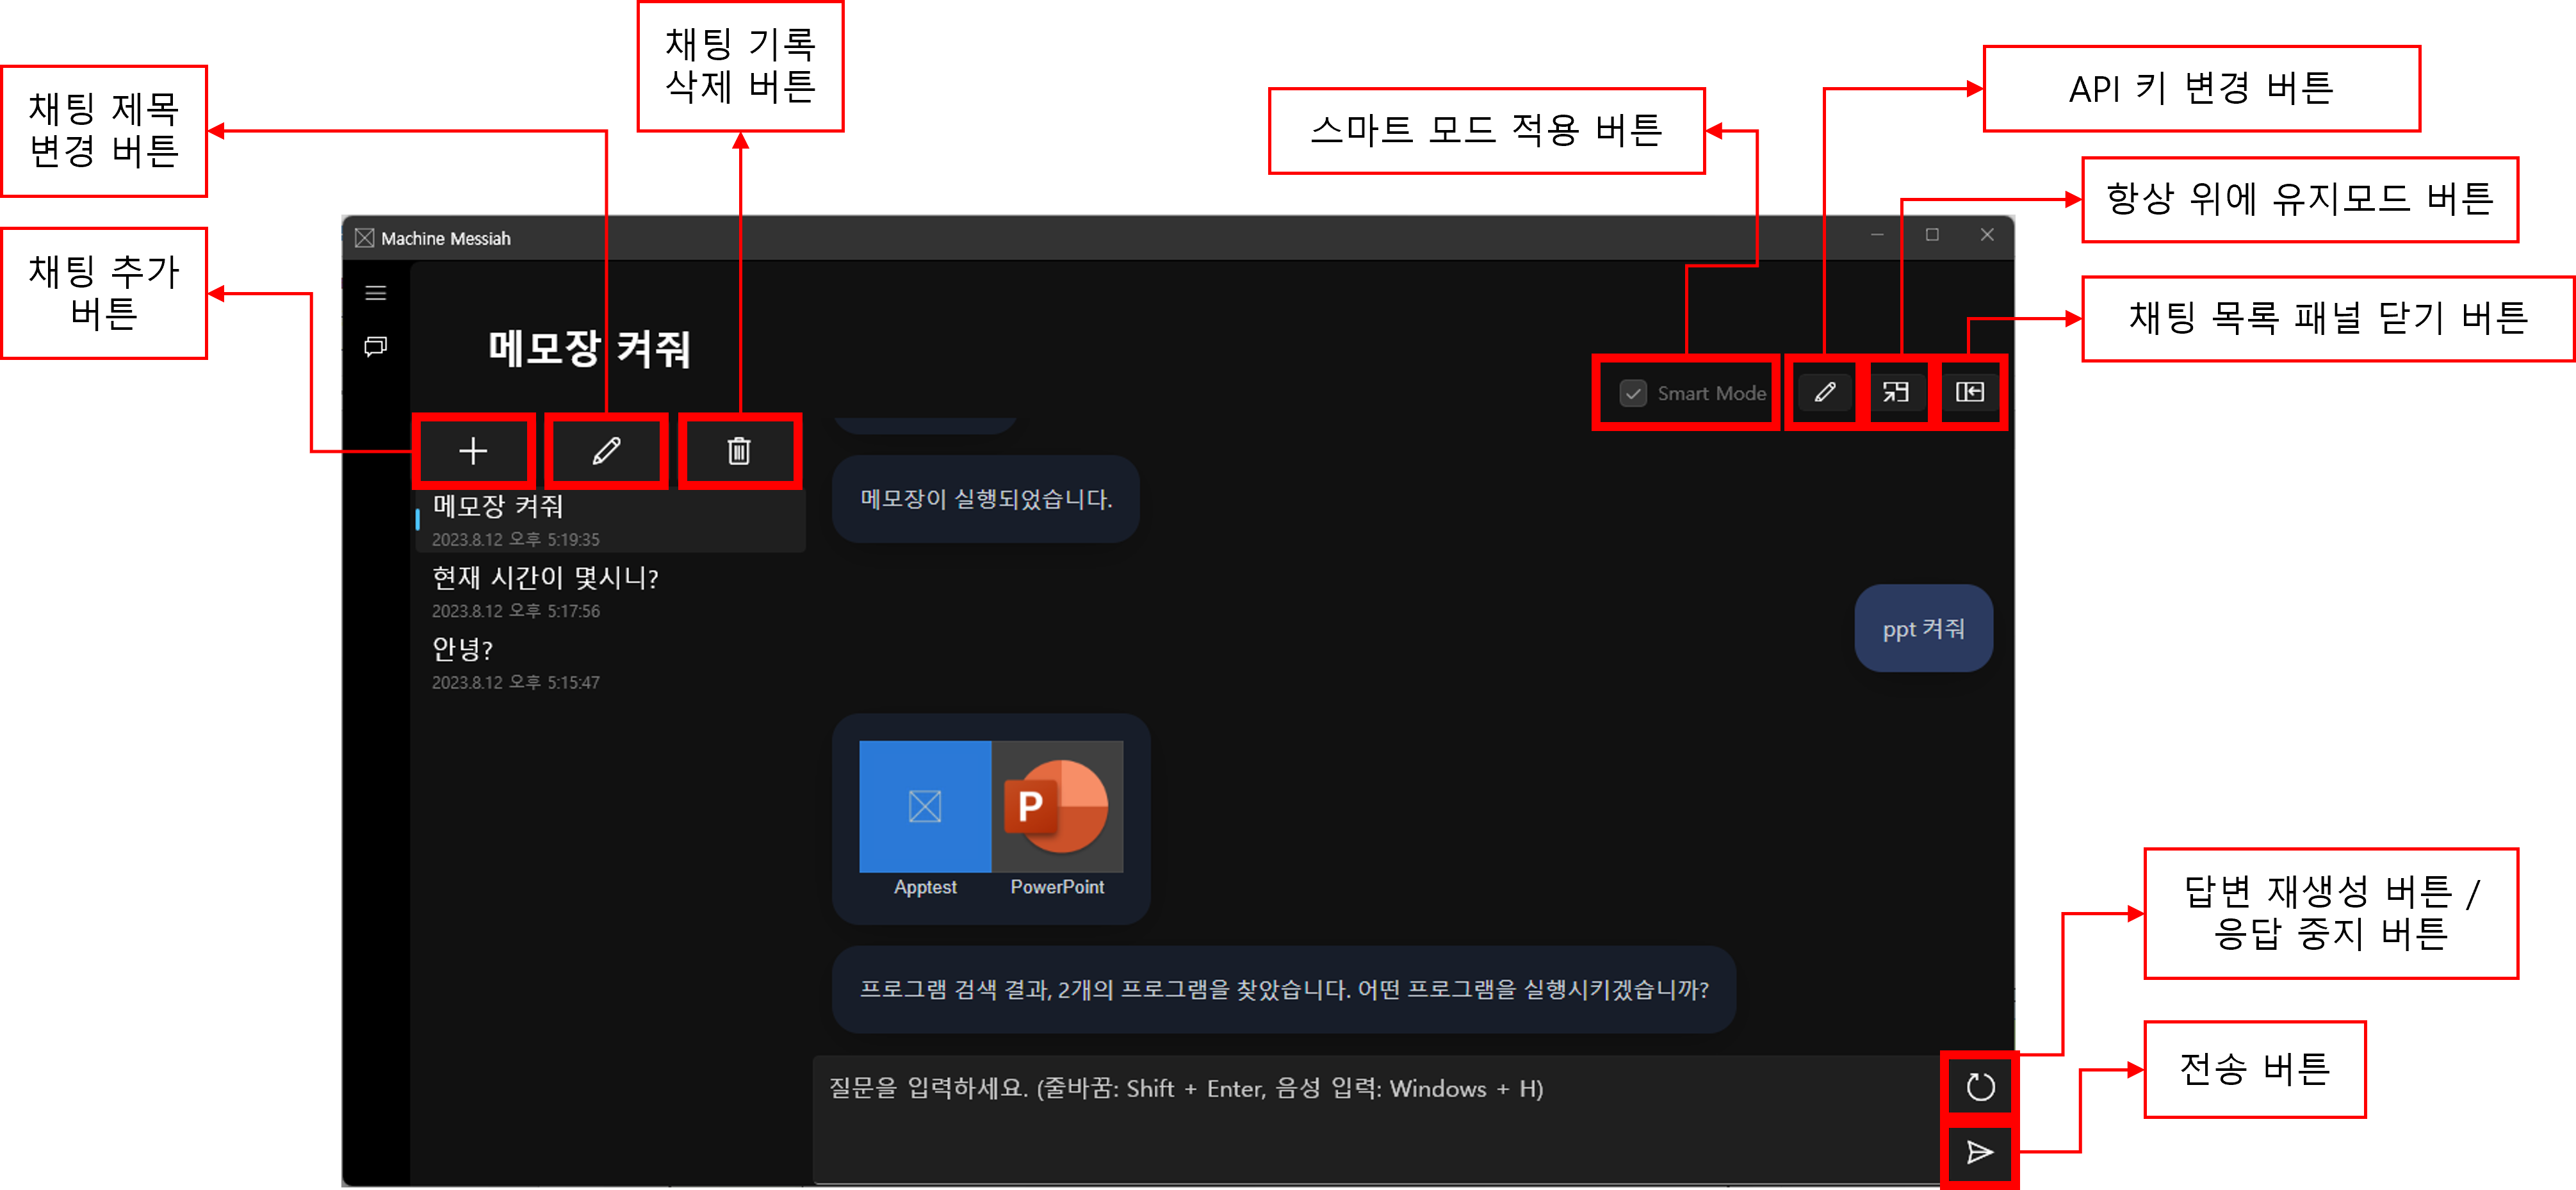 채팅 기록
삭제 버튼
채팅 제목
변경 버튼
스마트 모드 적용 버튼
API 키 변경 버튼
항상 위에 유지모드 버튼
채팅 추가
버튼
채팅 목록 패널 닫기 버튼
Machine Messiah
메모장 켜줘
Smart Mode
메모장 켜줘
2023.8.12 오후 5:19:35
현재 시간이 몇시니?
2023.8.12 오후 5:17:56
안녕?
2023.8.12 오후 5:15:47
메모장이 실행되었습니다.
ppt 켜줘
P
Apptest
PowerPoint
프로그램 검색 결과, 2개의 프로그램을 찾았습니다. 어떤 프로그램을 실행시키겠습니까?
질문을 입력하세요. (줄바꿈: Shift + Enter, 음성 입력: Windows + H)
답변 재생성 버튼 /
응답 중지 버튼
전송 버튼